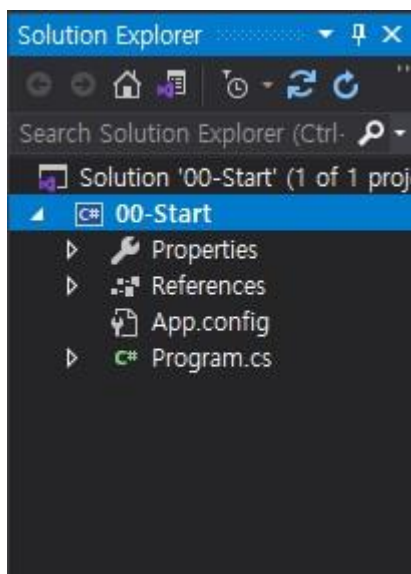 Solution Explorer
Search Solution Explorer (Ctrl-
Solution '00-Start' (1 of 1 proj
C# 00-Start
Properties
References
App.config
C# Program.cs